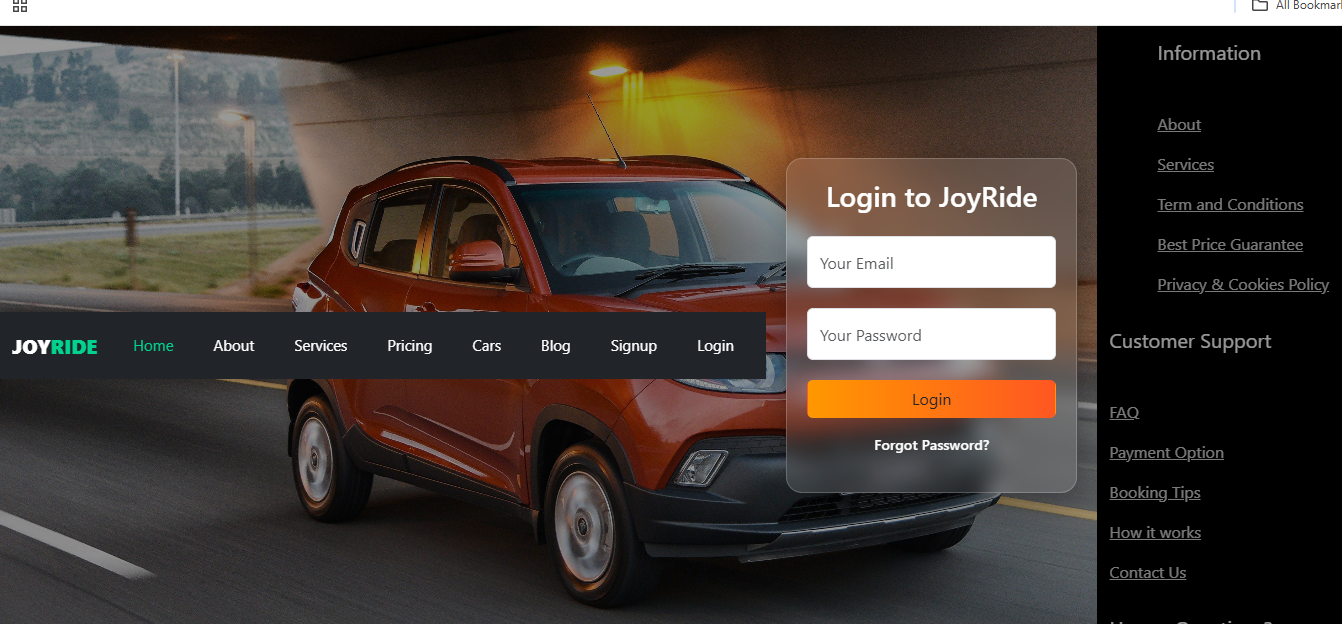 All Bookmar
JOYRIDE Home About Services Pricing Cars Blog Signup Login
Login to JoyRide
Your Email
Your Password
Login
Forgot Password?
Information
About
Services
Term and Conditions
Best Price Guarantee
Privacy & Cookies Policy
Customer Support
FAQ
Payment Option
Booking Tips
How it works
Contact Us